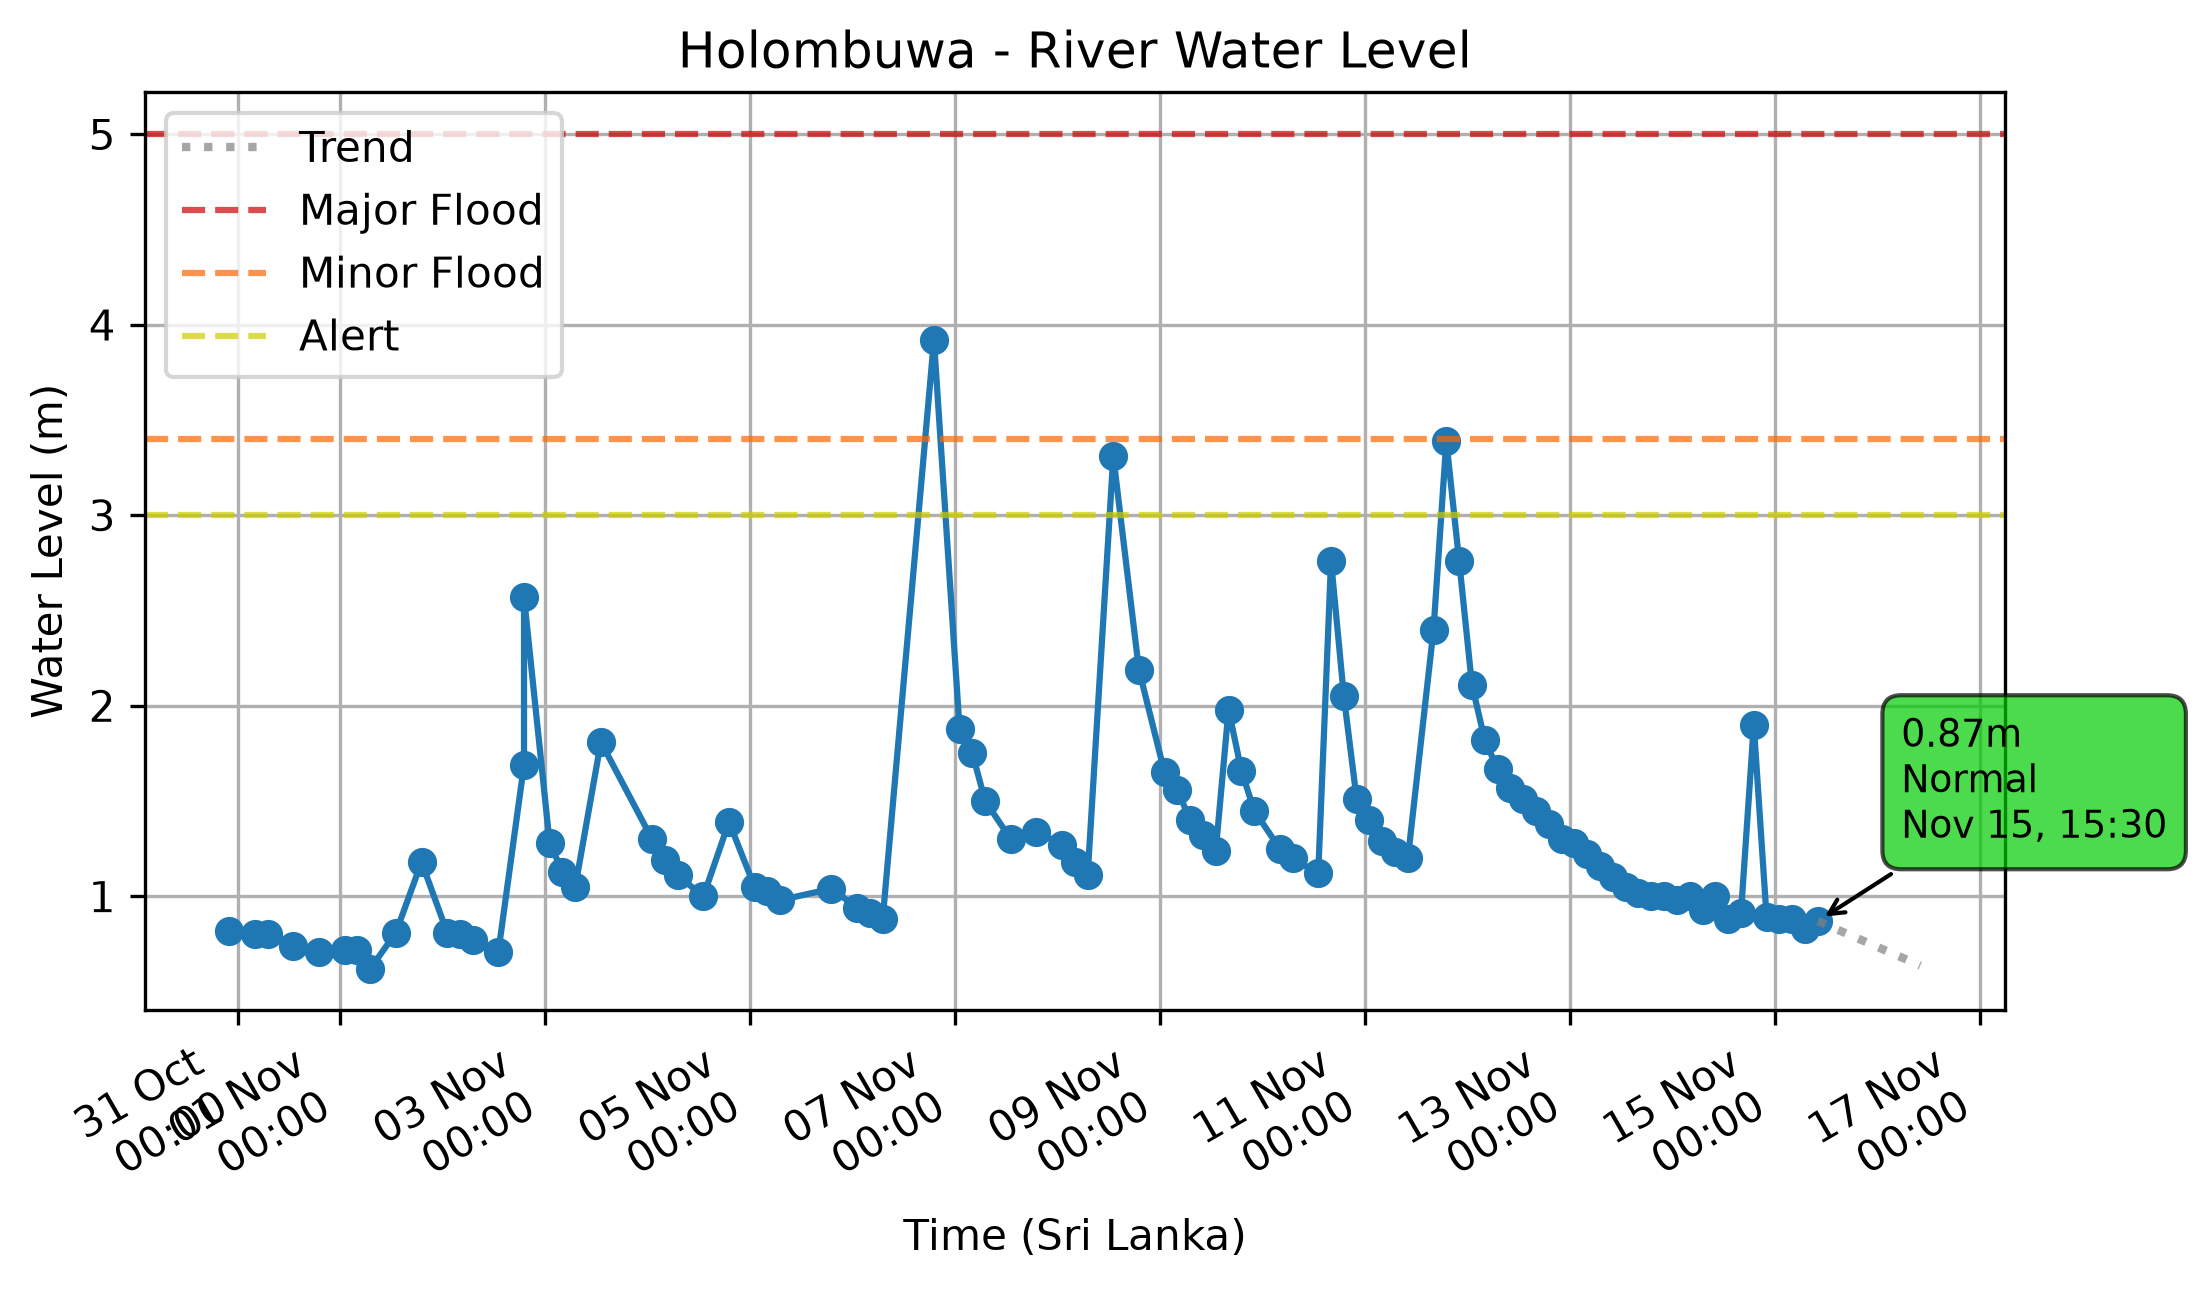 Holombuwa - River Water Level
Water Level (m)
5
4
3
2
1
Trend
Major Flood
Minor Flood
Alert
0.87m
Normal
Nov 15, 15:30
31 Oct
00:00
01 Nov
00:00
03 Nov
00:00
05 Nov
00:00
07 Nov
00:00
09 Nov
00:00
11 Nov
00:00
13 Nov
00:00
15 Nov
00:00
17 Nov
00:00
Time (Sri Lanka)